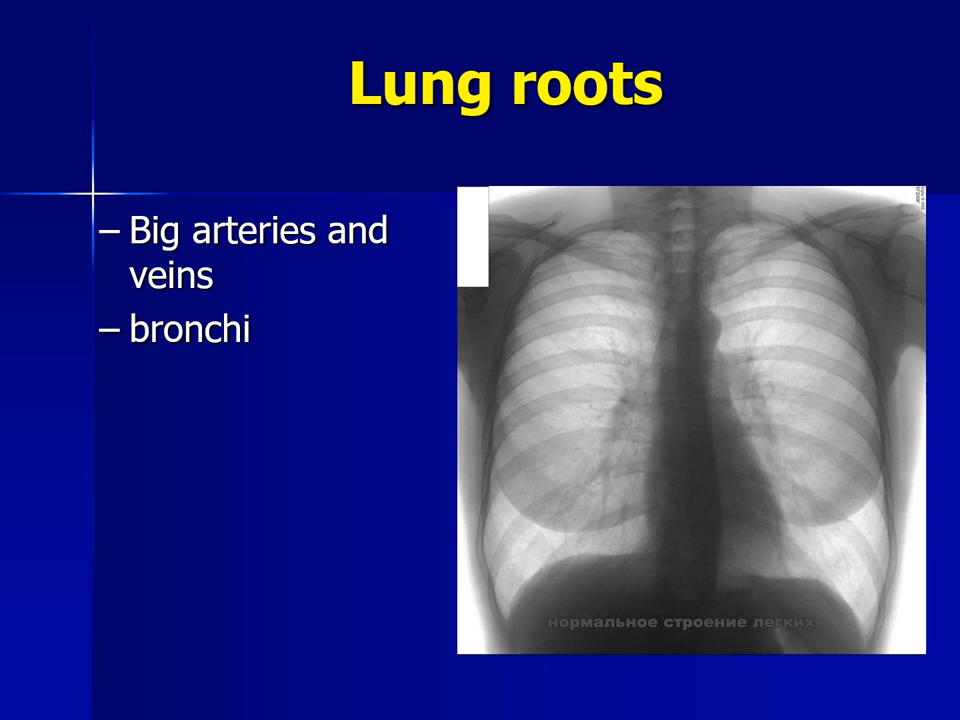 Lung roots
– Big arteries and
veins
– bronchi
нормальное строение легких